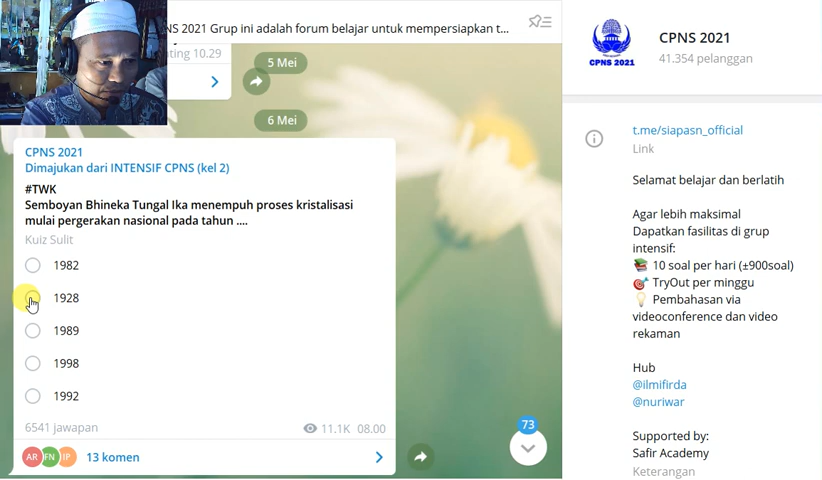 NS 2021 Grup ini adalah forum belajar untuk mempersiapkan t...
nting 10.29
5 Mei
6 Mei
CPNS 2021
Dimajukan dari INTENSIF CPNS (kel 2)
#TWK
Semboyan Bhineka Tungal Ika menempuh proses kristalisasi
mulai pergerakan nasional pada tahun ....
Kuiz Sulit
1982
1928
1989
1998
1992
6541 jawapan
11.1K 08.00
AR FN IP 13 komen
73
CPNS 2021
CPNS 2021
41.354 pelanggan
t.me/siapasn_official
Link
Selamat belajar dan berlatih
Agar lebih maksimal
Dapatkan fasilitas di grup
intensif:
10 soal per hari (±900soal)
TryOut per minggu
Pembahasan via
videoconference dan video
rekaman
Hub
@ilmifirda
@nuriwar
Supported by:
Safir Academy
Keterangan